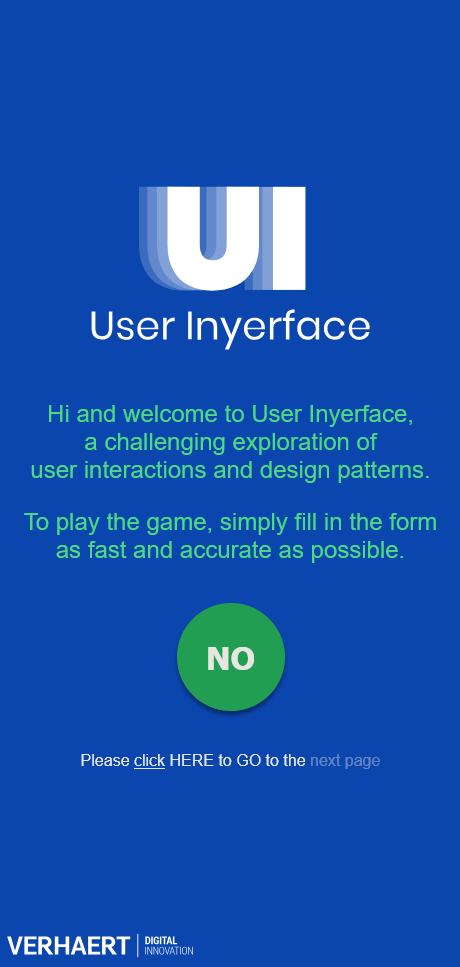 UI
User Inyerface
Hi and welcome to User Inyerface,
a challenging exploration of
user interactions and design patterns.
To play the game, simply fill in the form
as fast and accurate as possible.
NO
Please click HERE to GO to the next page
VERHAERT DIGITAL
INNOVATION